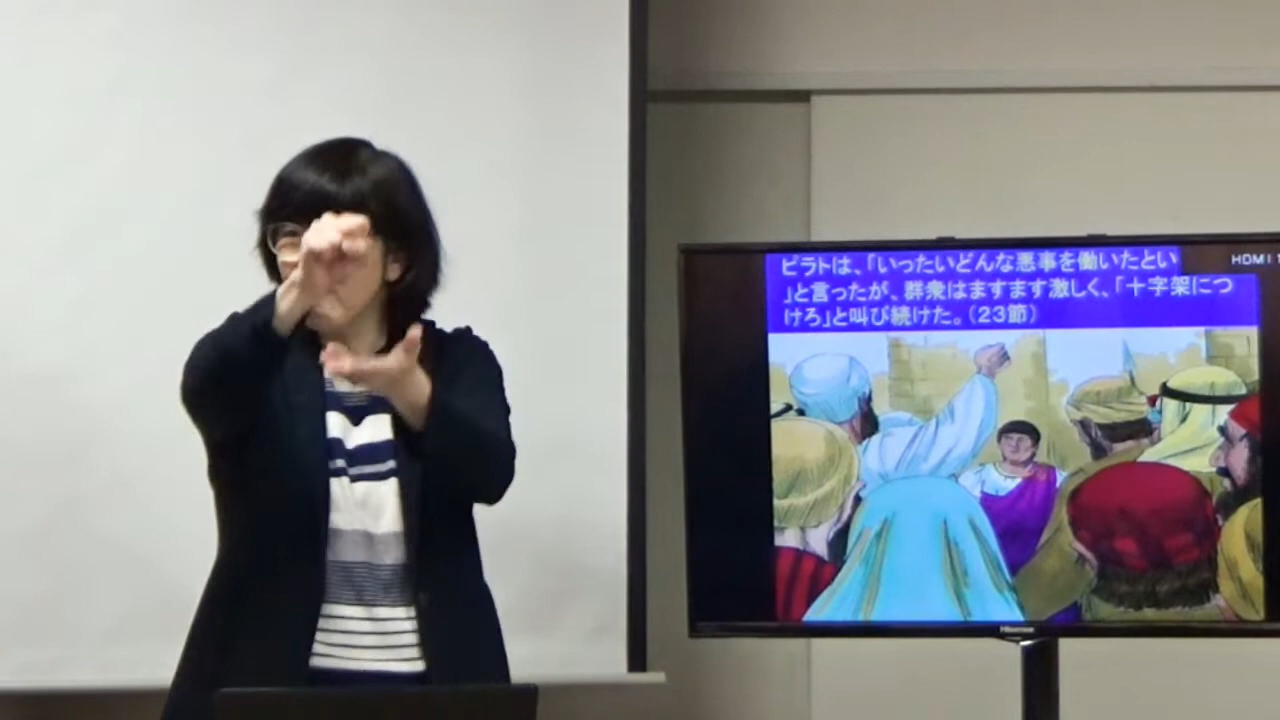 ピラトは、「いったいどんな悪事を働いたとい
」と言ったが、群衆はますます激しく、「十字架につ
けろ」と叫び続けた。(23節)
HDMI 1
Hisense